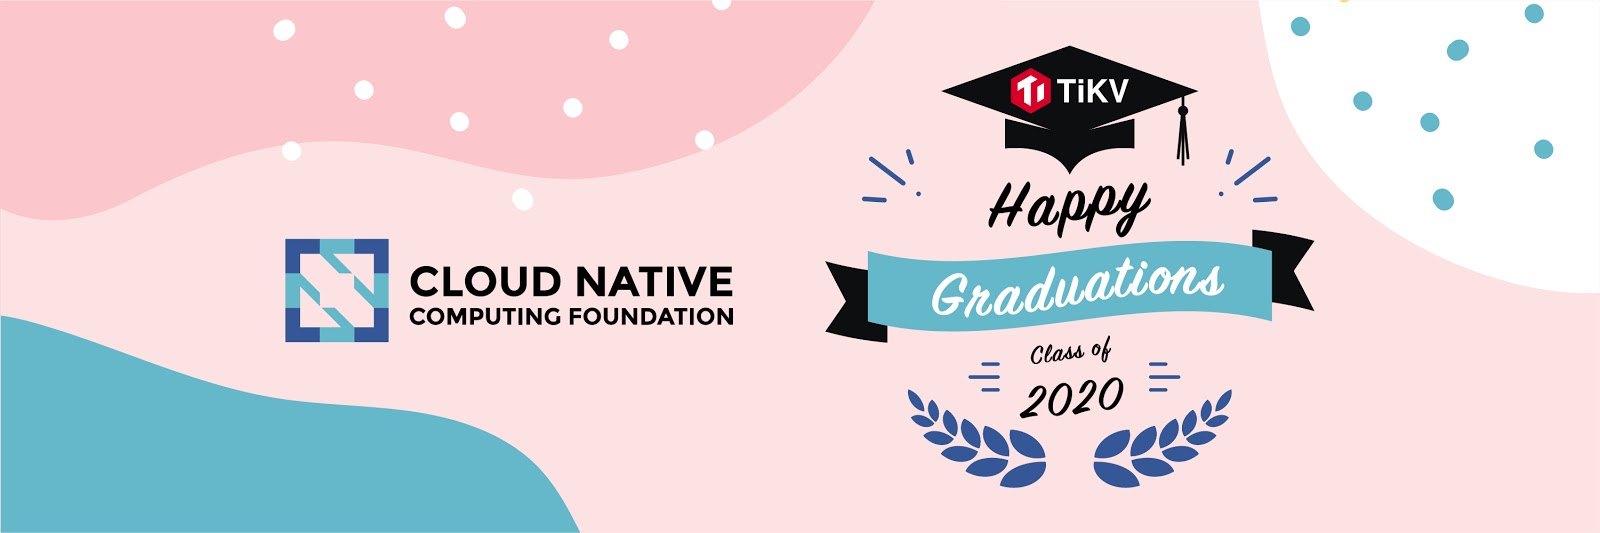 CLOUD NATIVE
COMPUTING FOUNDATION
TiKV
Happy
Graduations
Class of
2020